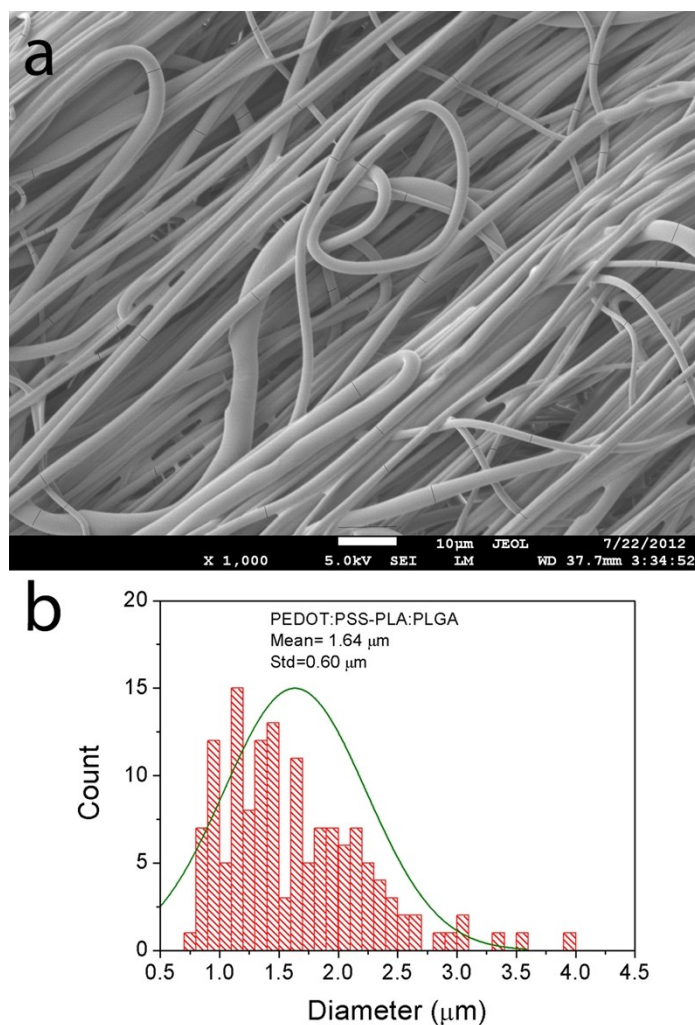 a
10μm JEOL 7/22/2012
X 1,000 5.0kV SEI LM WD 37.7mm 3:34:52
b
20
PEDOT:PSS-PLA:PLGA
Mean= 1.64 μm
Std=0.60 μm
15
Count
10
5
0
0.5 1.0 1.5 2.0 2.5 3.0 3.5 4.0 4.5
Diameter (μm)